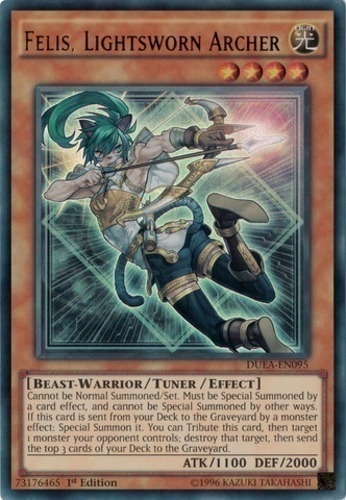 Felis, Lightsworn Archer
LIGHT
光
DUEA-EN095
[Beast-Warrior/Tuner/Effect]
Cannot be Normal Summoned/Set. Must be Special Summoned by
a card effect, and cannot be Special Summoned by other ways.
If this card is sent from your Deck to the Graveyard by a monster
effect: Special Summon it. You can Tribute this card, then target
1 monster your opponent controls; destroy that target, then send
the top 3 cards of your Deck to the Graveyard.
ATK/1100 DEF/2000
73176465 1st Edition ©1996 KAZUKI TAKAHASHI